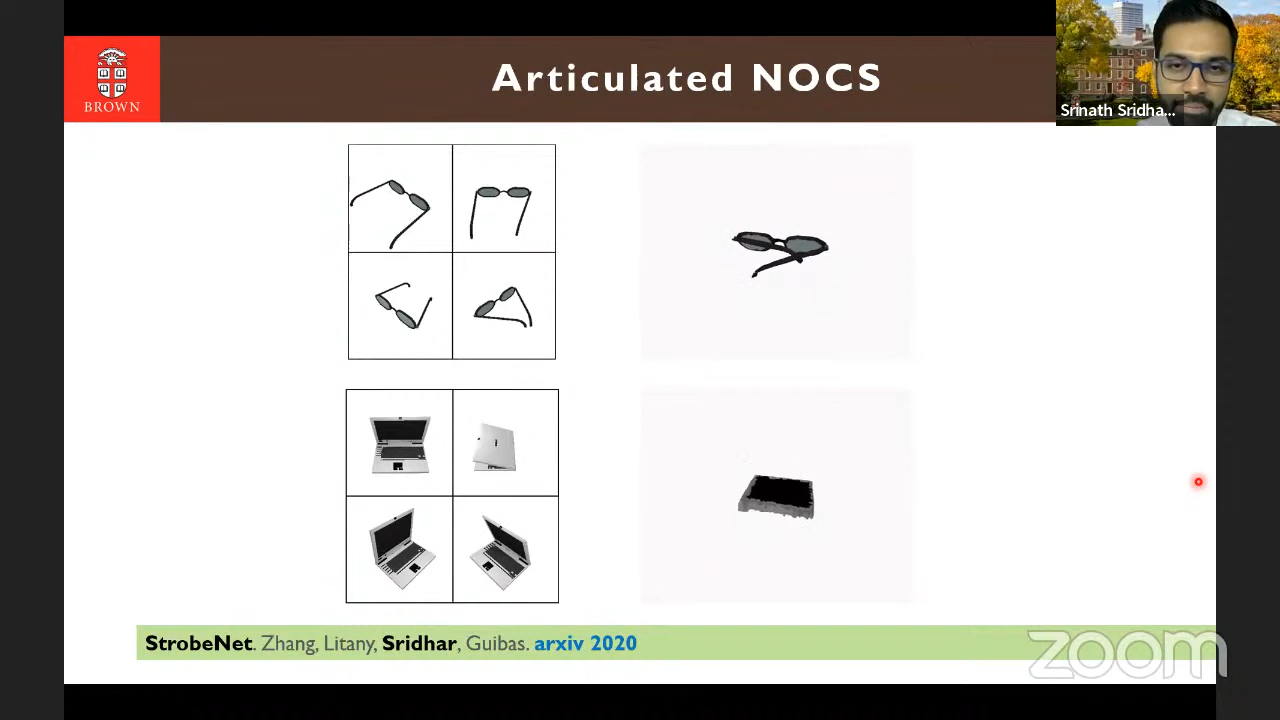 Articulated NOCS
BROWN
Srinath Sridha...
StrobeNet. Zhang, Litany, Sridhar, Guibas. arxiv 2020
zoom